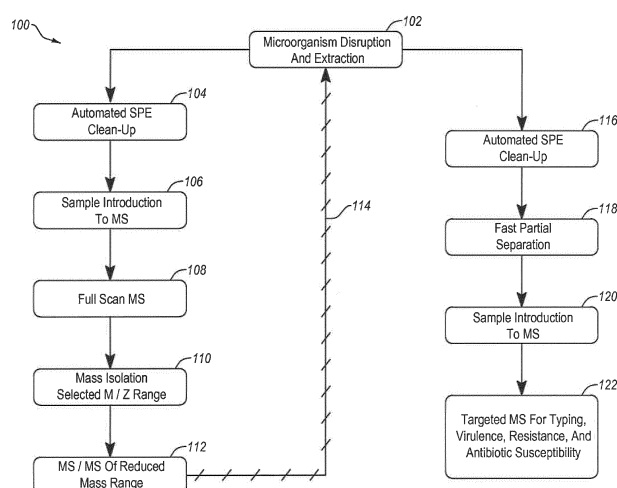 100
102
Microorganism Disruption
And Extraction
104
Automated SPE
Clean-Up
106
Sample Introduction
To MS
108
Full Scan MS
110
Mass Isolation
Selected M / Z Range
112
MS / MS Of Reduced
Mass Range
114
116
Automated SPE
Clean-Up
118
Fast Partial
Separation
120
Sample Introduction
To MS
122
Targeted MS For Typing,
Virulence, Resistance, And
Antibiotic Susceptibility